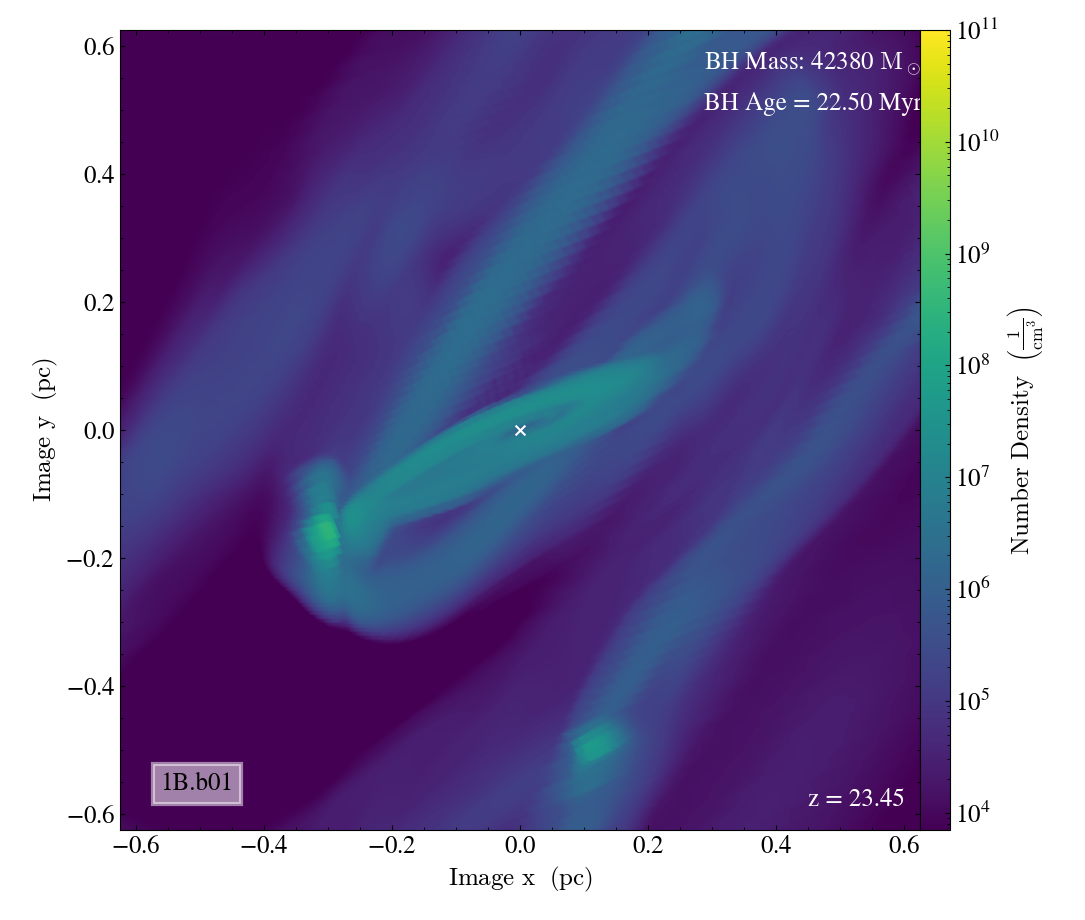 BH Mass: 42380 M⊙
BH Age = 22.50 Myr
1B.b01
z = 23.45
0.6
0.4
0.2
0.0
−0.2
−0.4
−0.6
Image y (pc)
−0.6 −0.4 −0.2 0.0 0.2 0.4 0.6
Image x (pc)
10^11
10^10
10^9
10^8
10^7
10^6
10^5
10^4
Number Density (1/cm^3)